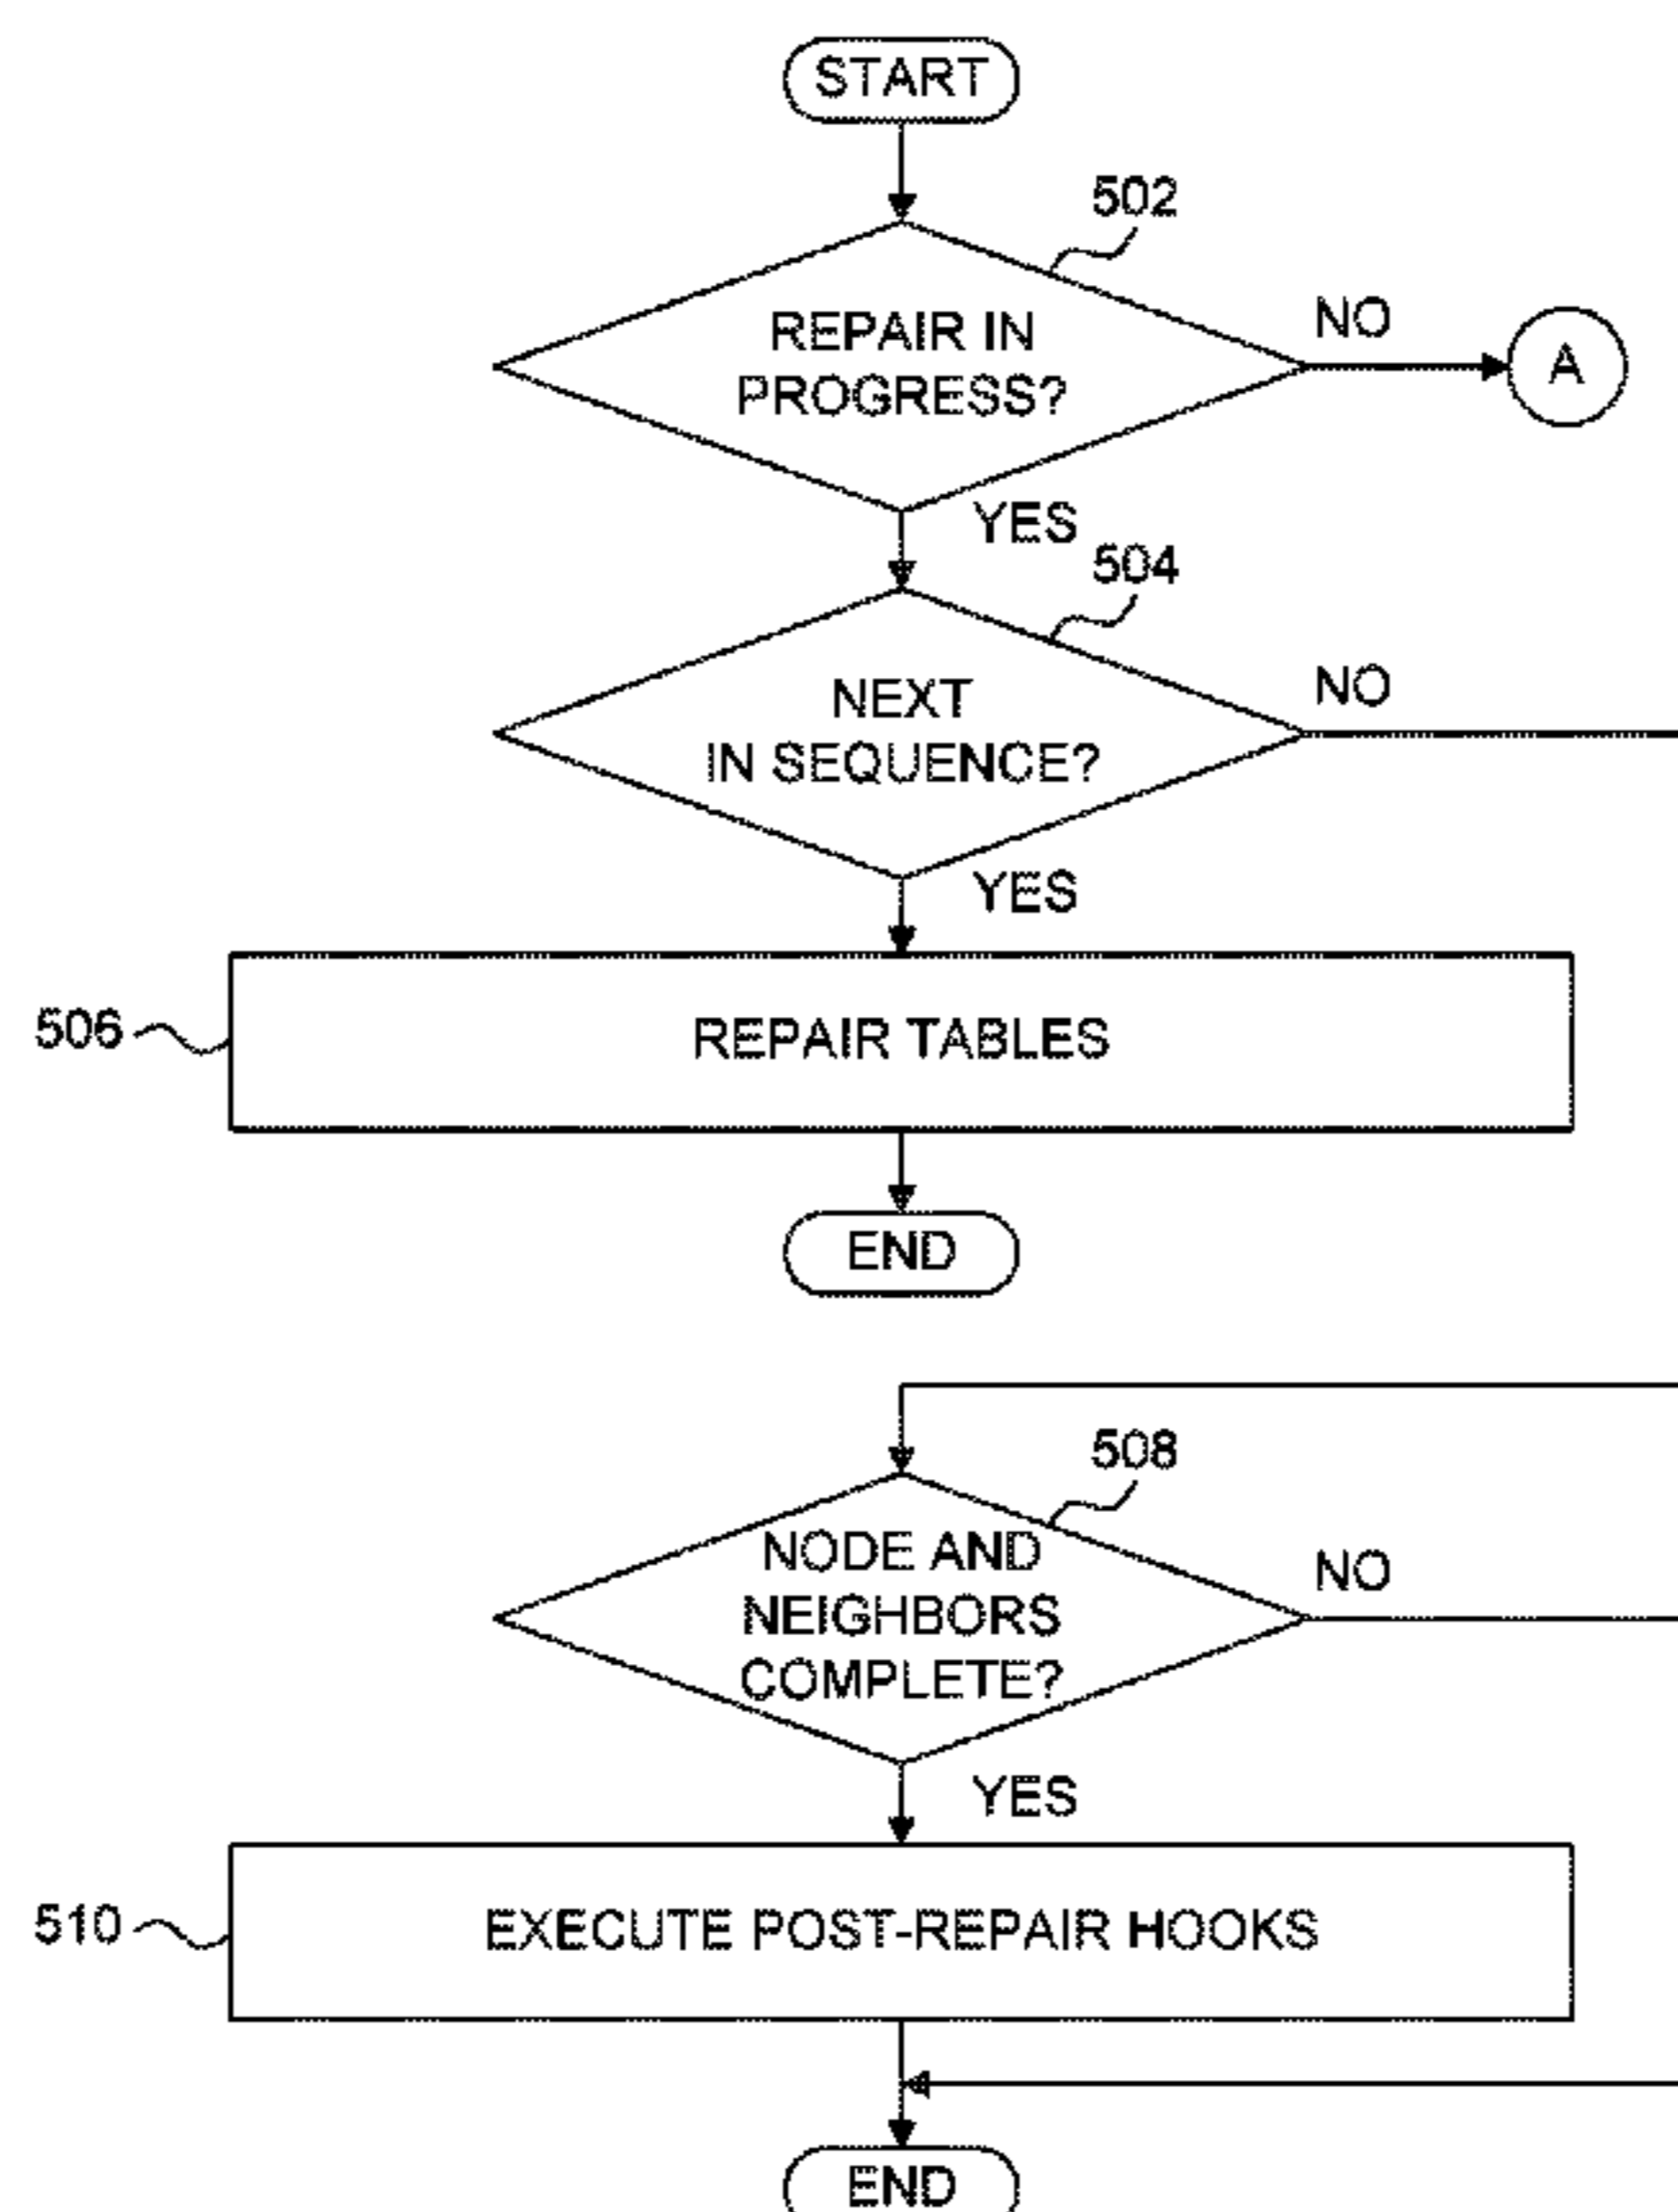 START
502
REPAIR IN
PROGRESS?
NO
A
YES
504
NEXT
IN SEQUENCE?
NO
YES
506
REPAIR TABLES
END
508
NODE AND
NEIGHBORS
COMPLETE?
NO
YES
510
EXECUTE POST-REPAIR HOOKS
END